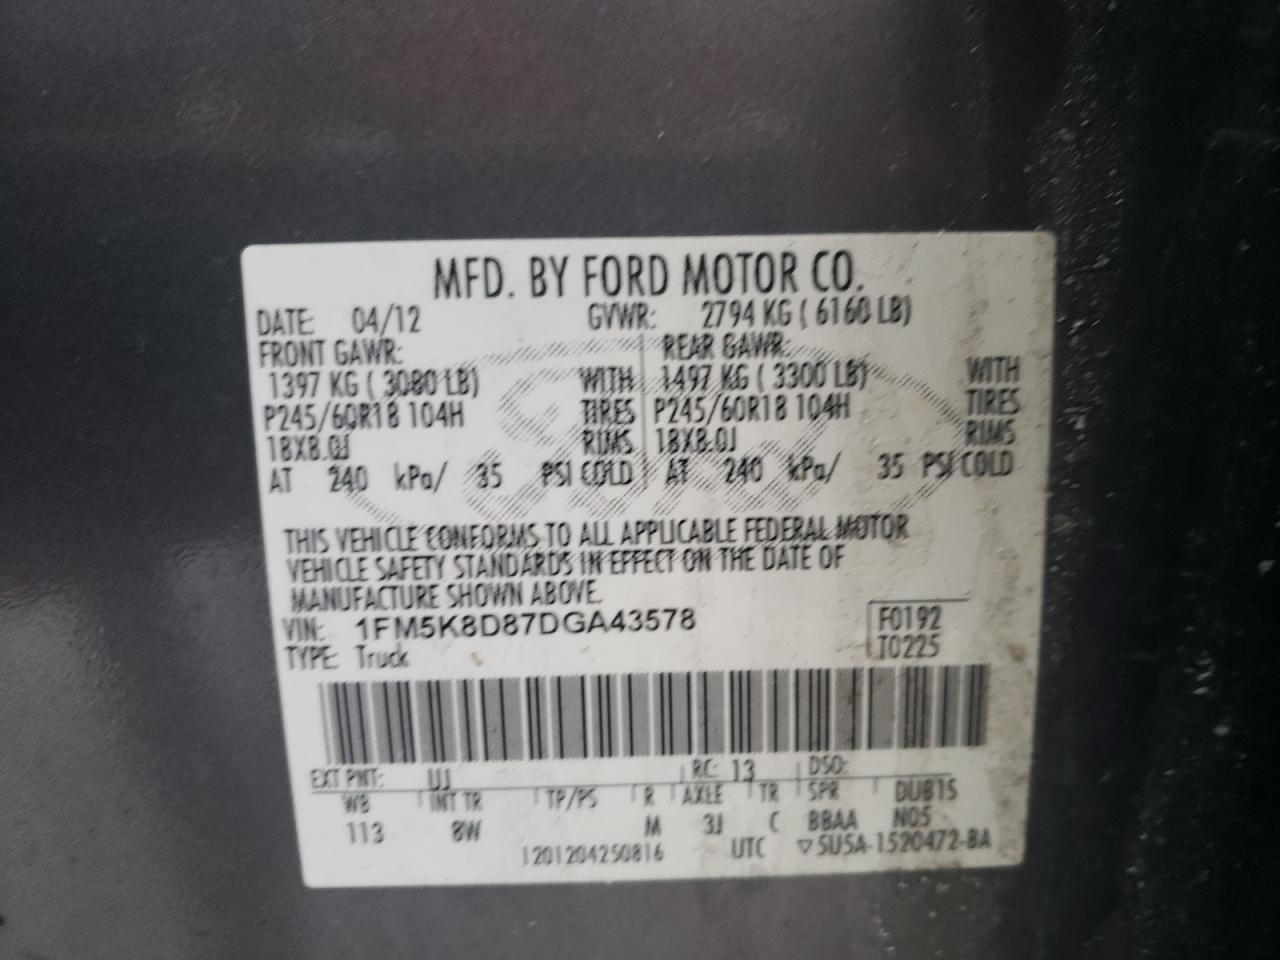 MFD. BY FORD MOTOR CO.
DATE: 04/12 GVWR: 2794 KG ( 6160 LB)
FRONT GAWR: REAR GAWR:
1397 KG ( 3080 LB) WITH 1497 KG ( 3300 LB) WITH
P245/60R18 104H TIRES P245/60R18 104H TIRES
18X8.0J RIMS 18X8.0J RIMS
AT 240 kPa/ 35 PSI COLD AT 240 kPa/ 35 PSI COLD
THIS VEHICLE CONFORMS TO ALL APPLICABLE FEDERAL MOTOR
VEHICLE SAFETY STANDARDS IN EFFECT ON THE DATE OF
MANUFACTURE SHOWN ABOVE.
VIN: 1FM5K8D87DGA43578 F0192
TYPE: Truck T0225
EXT PNT: UJ RC: 13 DSO:
WB INT TR TP/PS R AXLE TR SPR DUB15
113 8W M 3J C BBAA N05
1201204250816 UTC ▽5U5A-1520472-BA